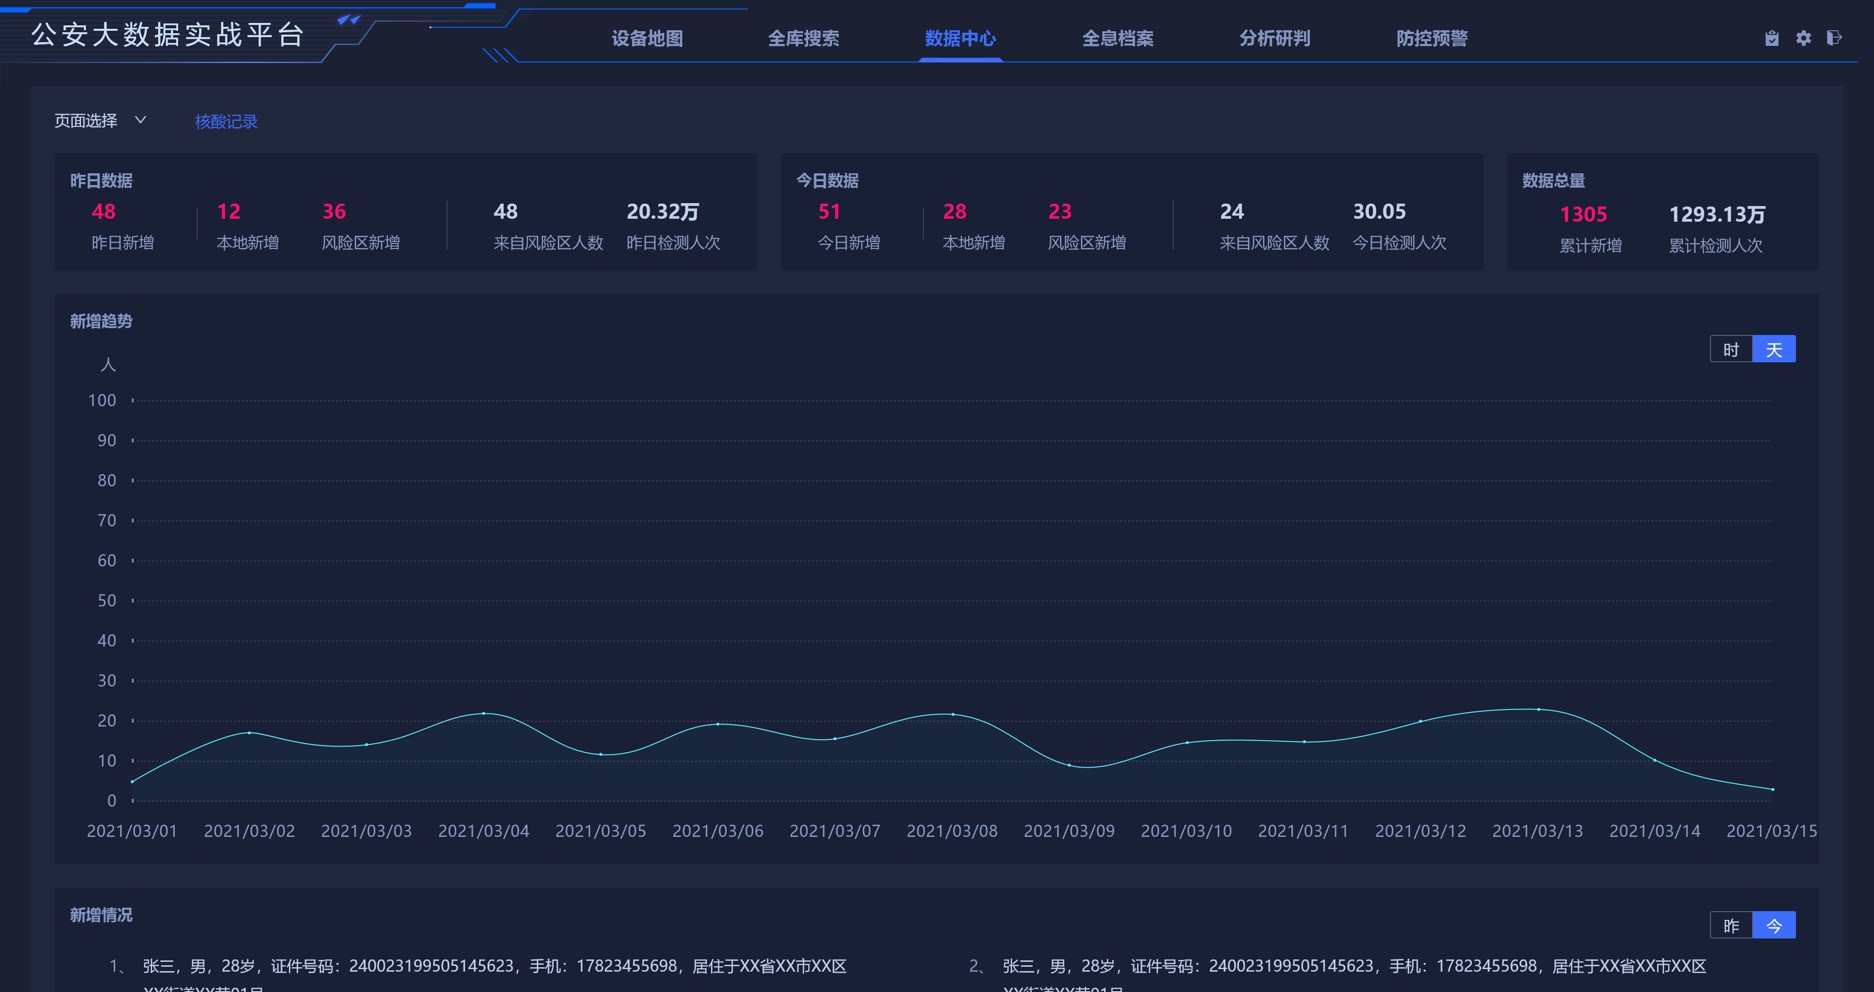 公安大数据实战平台
设备地图 全库搜索 数据中心 全息档案 分析研判 防控预警
页面选择 核酸记录
昨日数据
48 12 36 48 20.32万
昨日新增 本地新增 风险区新增 来自风险区人数 昨日检测人次
今日数据
51 28 23 24 30.05
今日新增 本地新增 风险区新增 来自风险区人数 今日检测人次
数据总量
1305 1293.13万
累计新增 累计检测人次
新增趋势
时 天
人
100
90
80
70
60
50
40
30
20
10
0
2021/03/01 2021/03/02 2021/03/03 2021/03/04 2021/03/05 2021/03/06 2021/03/07 2021/03/08 2021/03/09 2021/03/10 2021/03/11 2021/03/12 2021/03/13 2021/03/14 2021/03/15
新增情况
昨 今
1、 张三，男，28岁，证件号码：240023199505145623，手机：17823455698，居住于XX省XX市XX区
2、 张三，男，28岁，证件号码：240023199505145623，手机：17823455698，居住于XX省XX市XX区